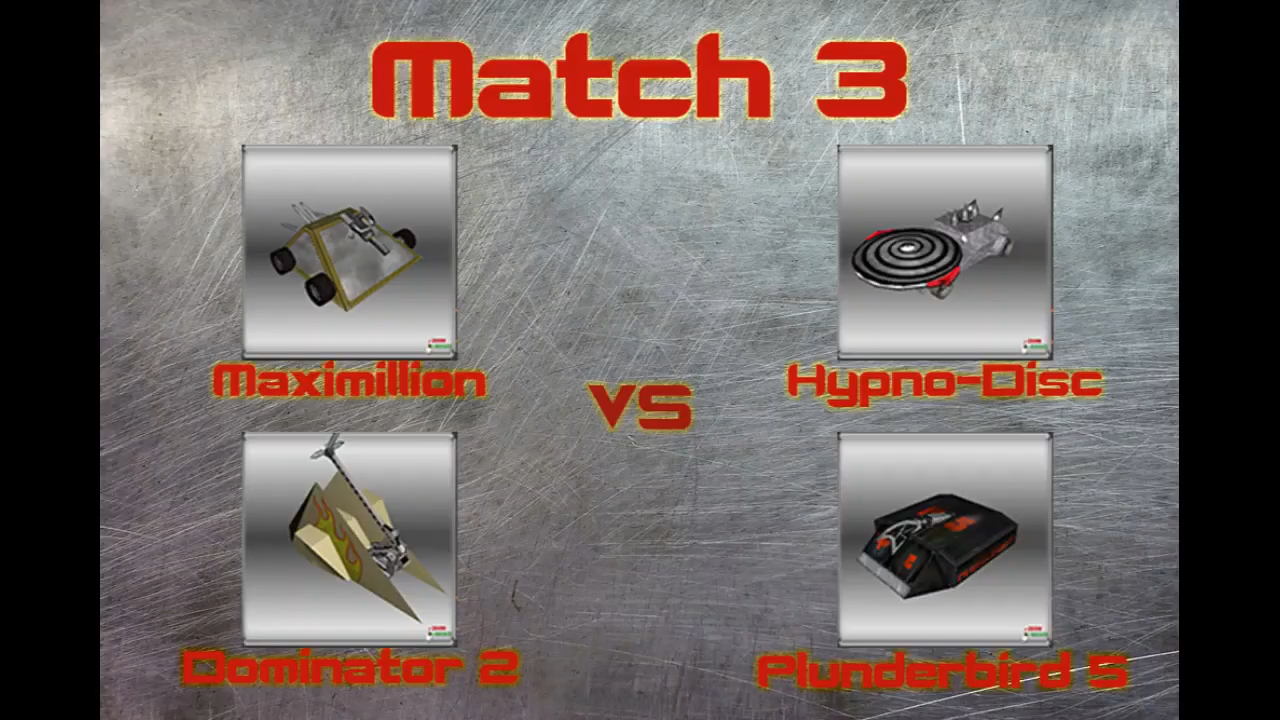 Match 3
Maximillion
Hypno-Disc
vs
Dominator 2
Plunderbird 5